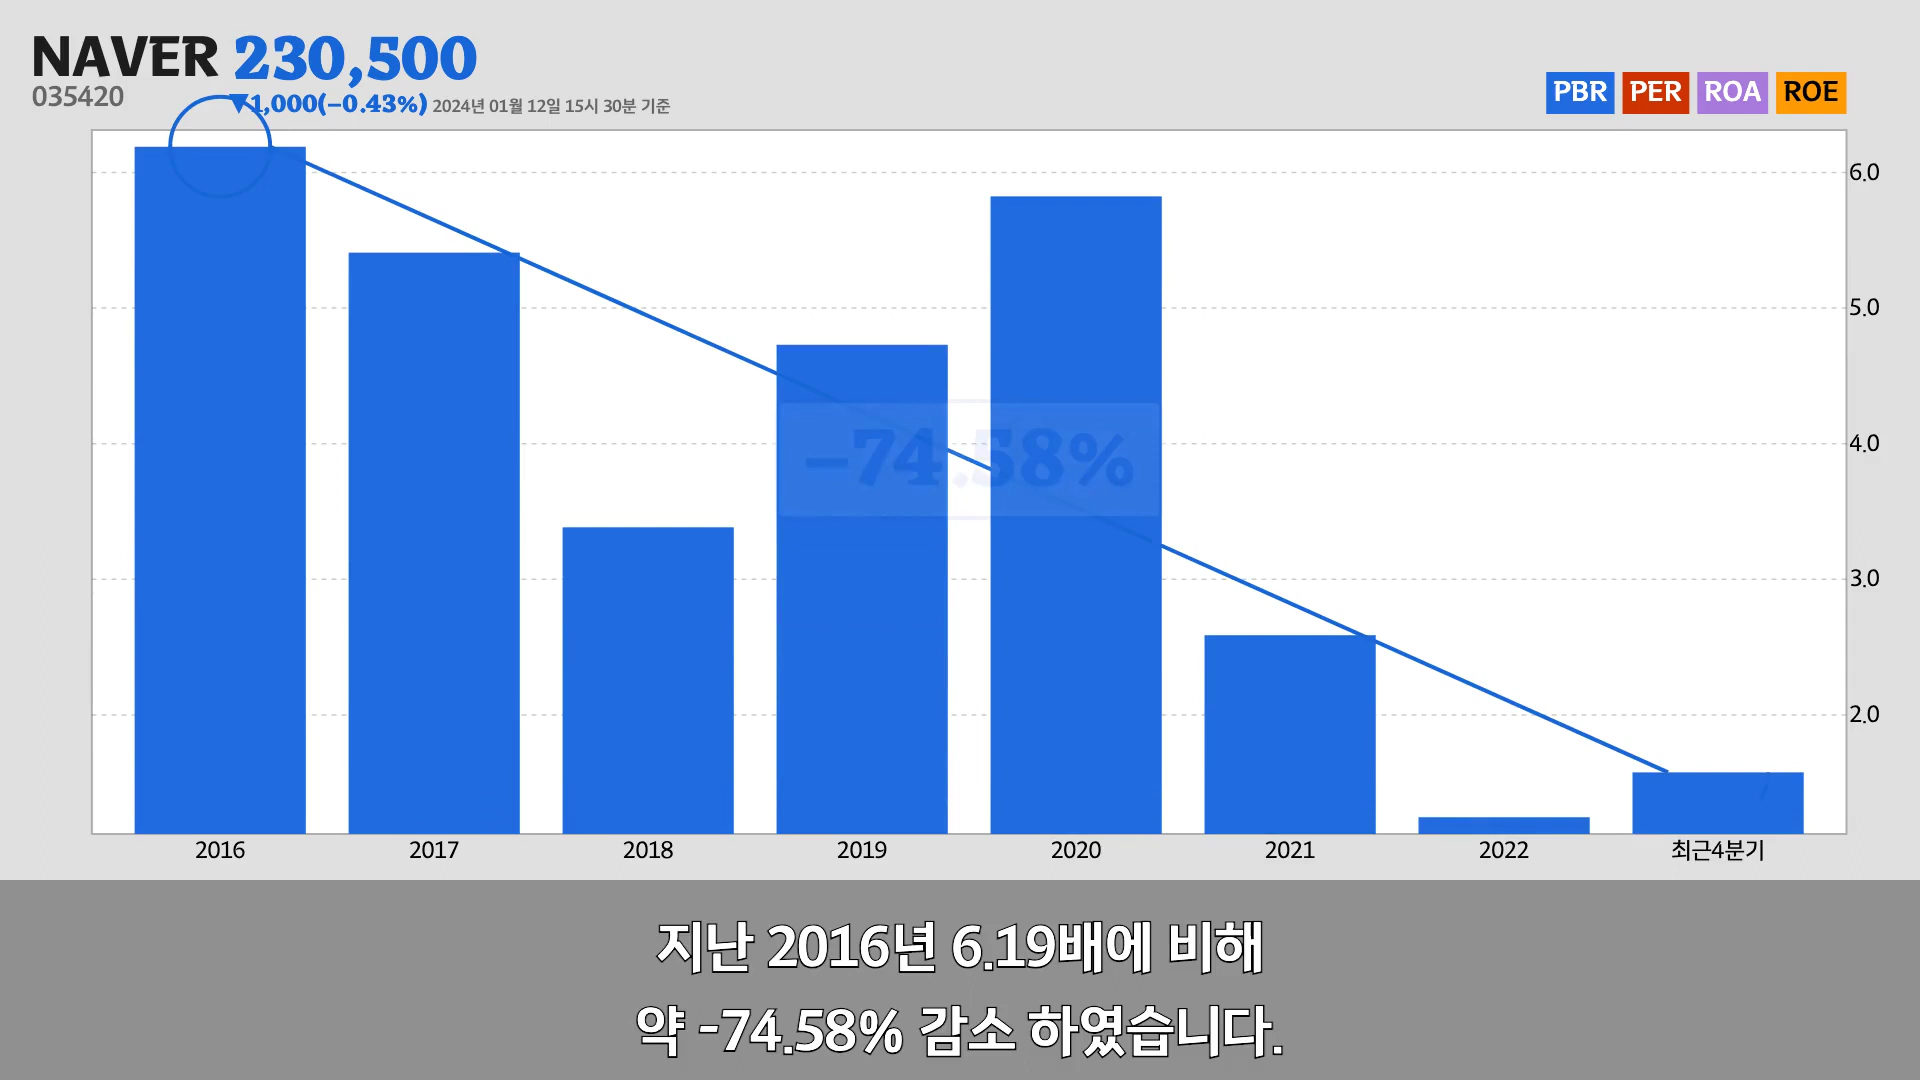 NAVER 230,500
035420
▼1,000(−0.43%) 2024년 01월 12일 15시 30분 기준
PBR PER ROA ROE
6.0
5.0
4.0
3.0
2.0
−74.58%
2016 2017 2018 2019 2020 2021 2022 최근4분기
지난 2016년 6.19배에 비해
약 -74.58% 감소 하였습니다.